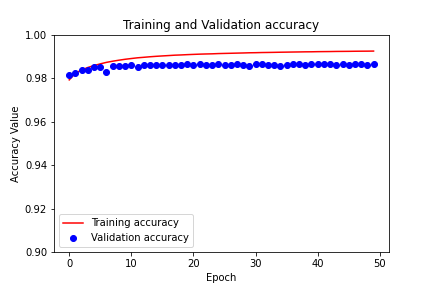 Training and Validation accuracy
1.00
0.98
0.96
0.94
0.92
0.90
Accuracy Value
Training accuracy
Validation accuracy
0 10 20 30 40 50
Epoch